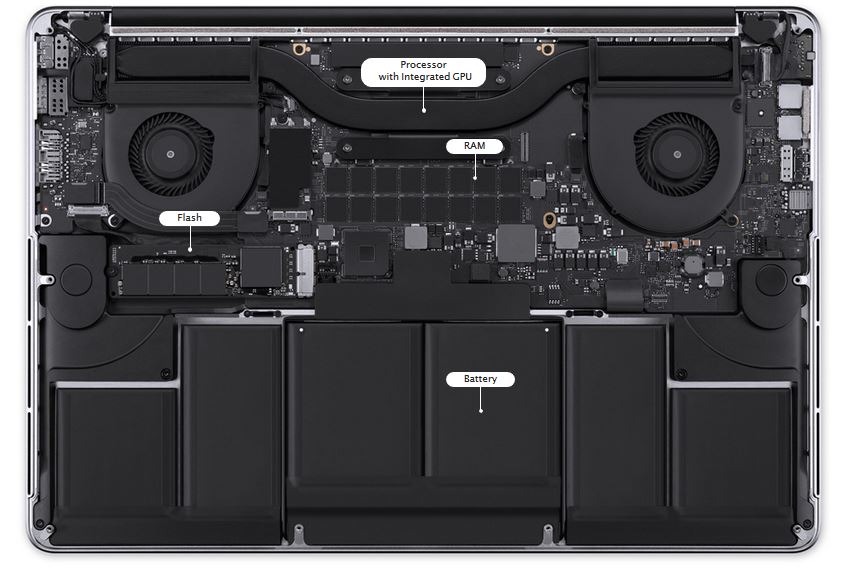 Processor
with Integrated GPU
RAM
Flash
Battery